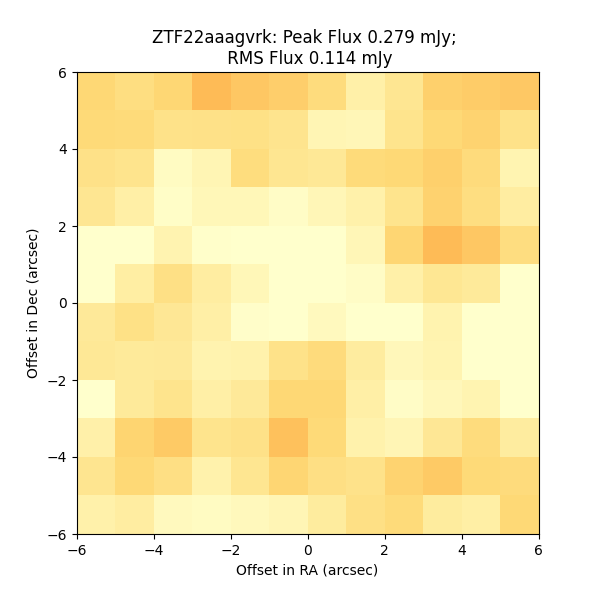 ZTF22aaagvrk: Peak Flux 0.279 mJy;
RMS Flux 0.114 mJy
6
4
2
0
−2
−4
−6
Offset in Dec (arcsec)
−6 −4 −2 0 2 4 6
Offset in RA (arcsec)